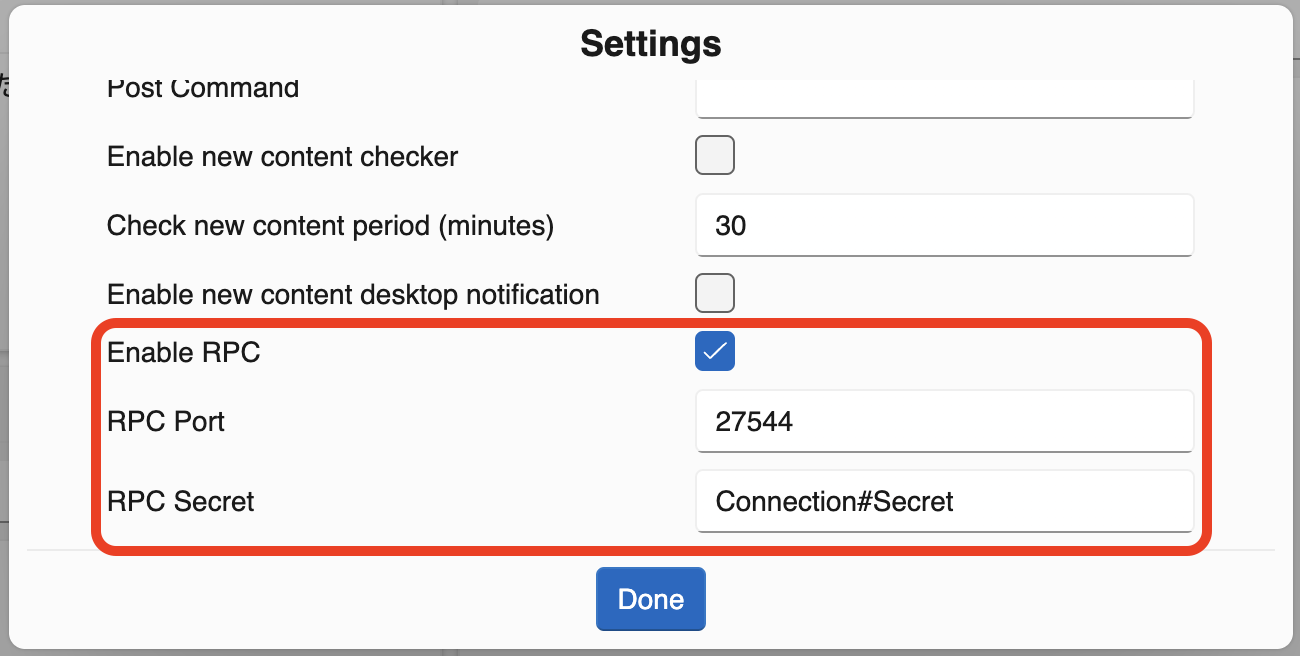 Settings
Post Command
Enable new content checker
Check new content period (minutes) 30
Enable new content desktop notification
Enable RPC
RPC Port 27544
RPC Secret Connection#Secret
Done